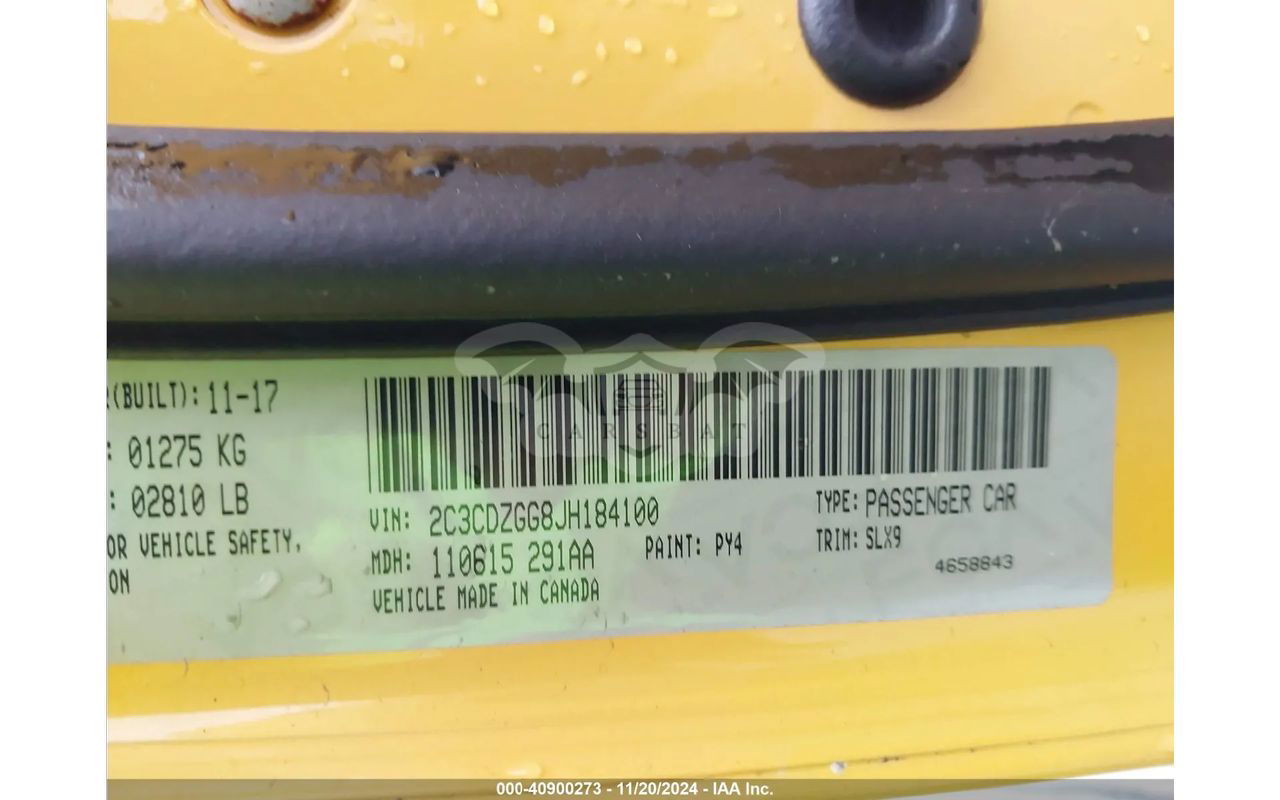 R(BUILT): 11-17
: 01275 KG
: 02810 LB
OR VEHICLE SAFETY,
ON
CARSBAT
VIN: 2C3CDZGG8JH184100
TYPE: PASSENGER CAR
MDH: 110615 291AA
PAINT: PY4
TRIM: SLX9
VEHICLE MADE IN CANADA
4658843
000-40900273 - 11/20/2024 - IAA Inc.